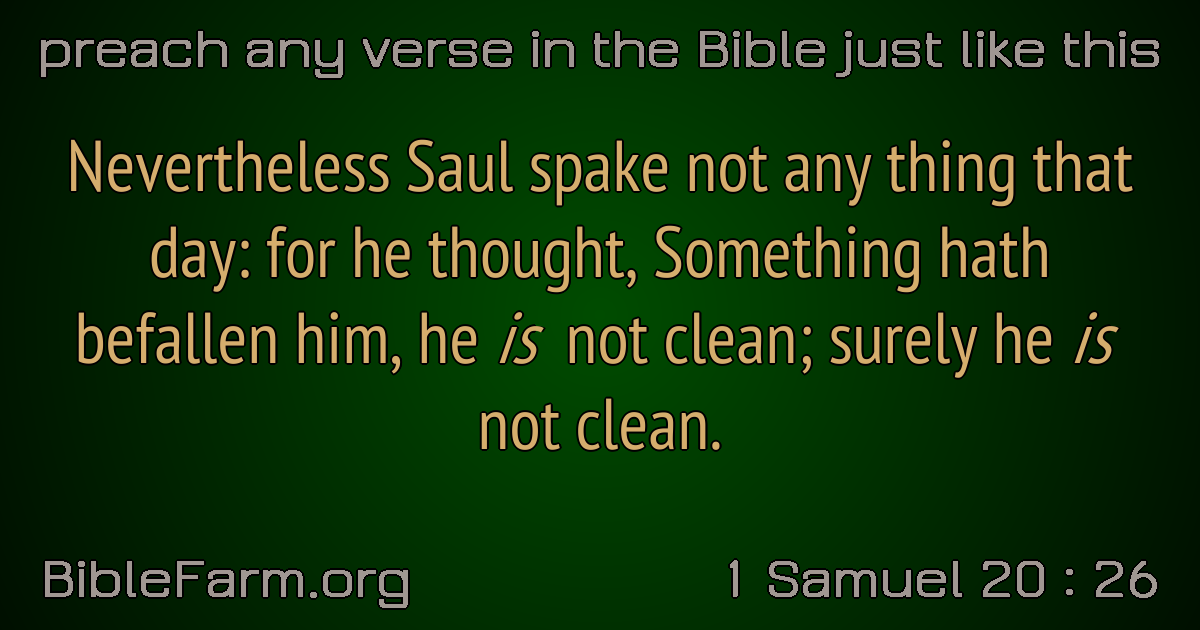 preach any verse in the Bible just like this
Nevertheless Saul spake not any thing that
day: for he thought, Something hath
befallen him, he is not clean; surely he is
not clean.
BibleFarm.org
1 Samuel 20 : 26